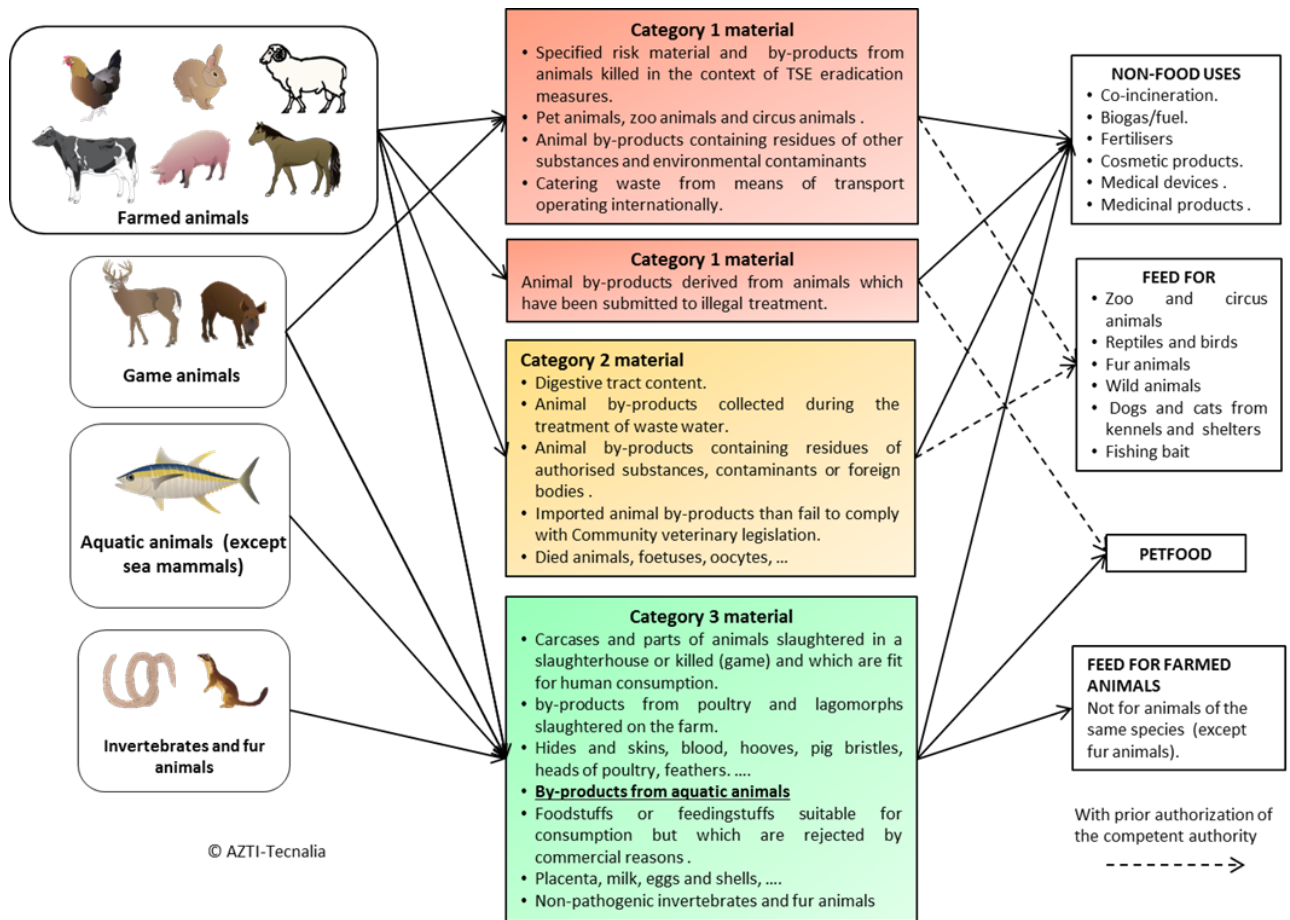 Farmed animals
Game animals
Aquatic animals (except
sea mammals)
Invertebrates and fur
animals
© AZTI-Tecnalia
Category 1 material
• Specified risk material and by-products from
animals killed in the context of TSE eradication
measures.
• Pet animals, zoo animals and circus animals .
• Animal by-products containing residues of other
substances and environmental contaminants
• Catering waste from means of transport
operating internationally.
Category 1 material
Animal by-products derived from animals which
have been submitted to illegal treatment.
Category 2 material
• Digestive tract content.
• Animal by-products collected during the
treatment of waste water.
• Animal by-products containing residues of
authorised substances, contaminants or foreign
bodies .
• Imported animal by-products than fail to comply
with Community veterinary legislation.
• Died animals, foetuses, oocytes, ...
Category 3 material
• Carcases and parts of animals slaughtered in a
slaughterhouse or killed (game) and which are fit
for human consumption.
• by-products from poultry and lagomorphs
slaughtered on the farm.
• Hides and skins, blood, hooves, pig bristles,
heads of poultry, feathers. ....
• By-products from aquatic animals
• Foodstuffs or feedingstuffs suitable for
consumption but which are rejected by
commercial reasons .
• Placenta, milk, eggs and shells, ....
• Non-pathogenic invertebrates and fur animals
NON-FOOD USES
• Co-incineration.
• Biogas/fuel.
• Fertilisers
• Cosmetic products.
• Medical devices .
• Medicinal products .
FEED FOR
• Zoo and circus
animals
• Reptiles and birds
• Fur animals
• Wild animals
• Dogs and cats from
kennels and shelters
• Fishing bait
PETFOOD
FEED FOR FARMED
ANIMALS
Not for animals of the
same species (except
fur animals).
With prior authorization of
the competent authority